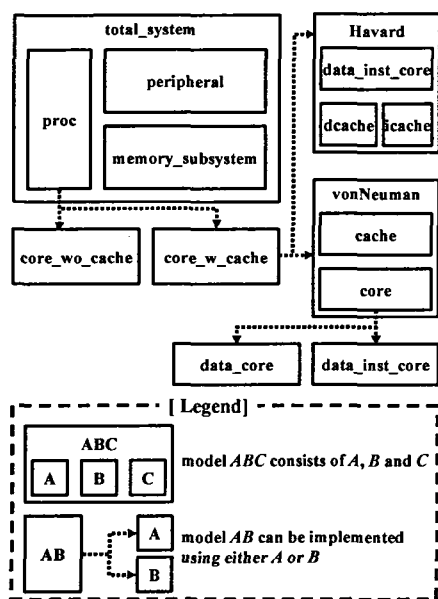 total_system
proc
peripheral
memory_subsystem
Havard
data_inst_core
dcache
icache
vonNeuman
cache
core
core_wo_cache
core_w_cache
data_core
data_inst_core
[ Legend]
ABC
A
B
C
model ABC consists of A, B and C
AB
A
B
model AB can be implemented
using either A or B